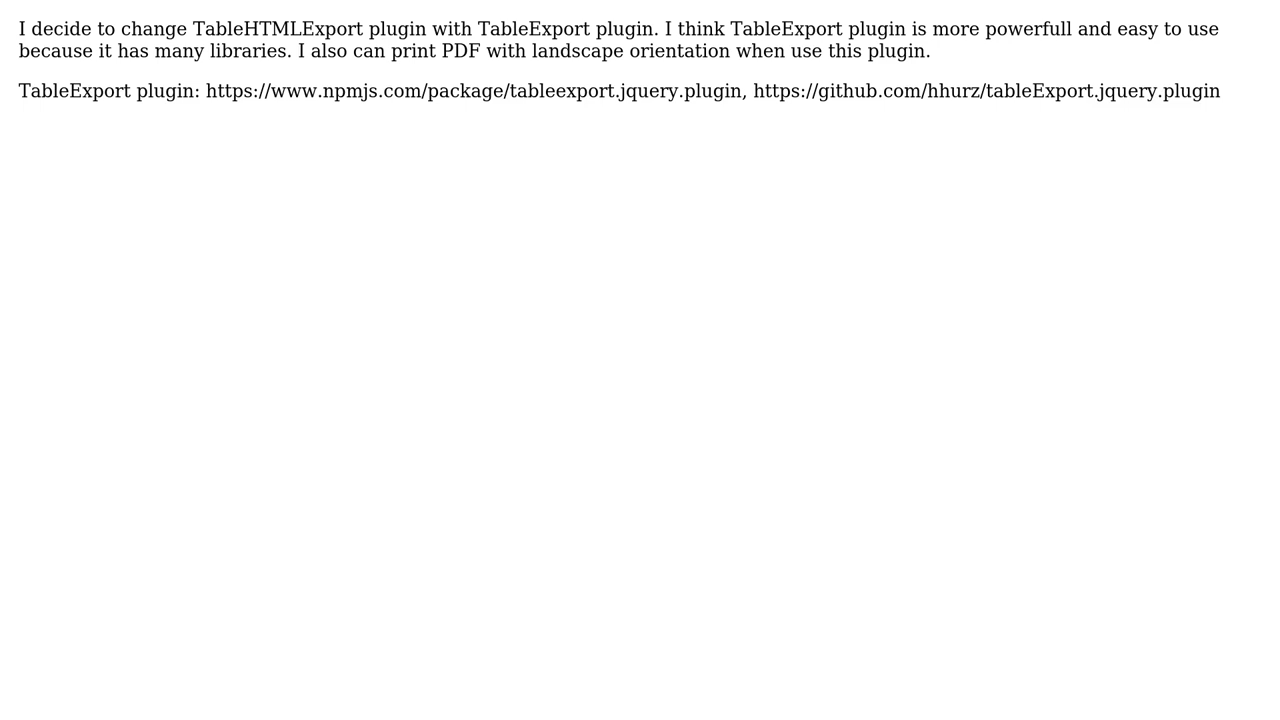 I decide to change TableHTMLExport plugin with TableExport plugin. I think TableExport plugin is more powerfull and easy to use
because it has many libraries. I also can print PDF with landscape orientation when use this plugin.
TableExport plugin: https://www.npmjs.com/package/tableexport.jquery.plugin, https://github.com/hhurz/tableExport.jquery.plugin